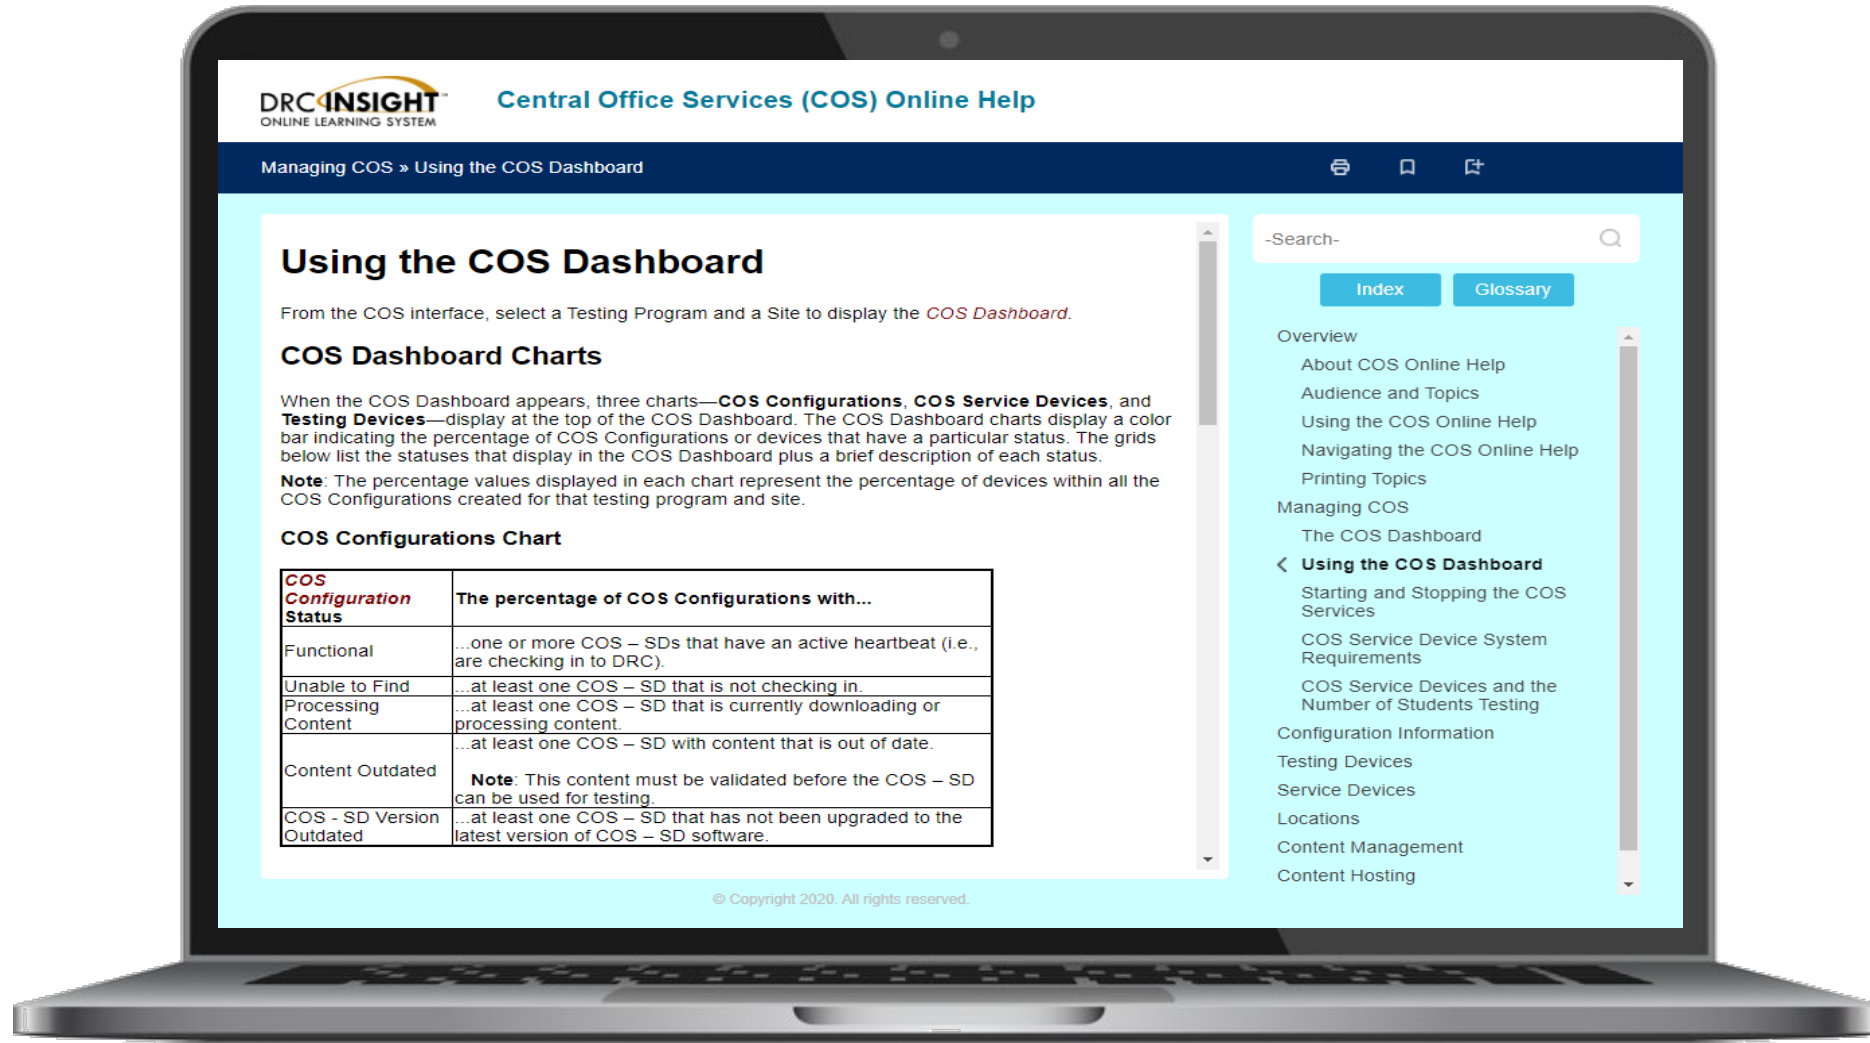 DRC INSIGHT™
ONLINE LEARNING SYSTEM
Central Office Services (COS) Online Help
Managing COS » Using the COS Dashboard
Using the COS Dashboard
From the COS interface, select a Testing Program and a Site to display the COS Dashboard.
COS Dashboard Charts
When the COS Dashboard appears, three charts—COS Configurations, COS Service Devices, and
Testing Devices—display at the top of the COS Dashboard. The COS Dashboard charts display a color
bar indicating the percentage of COS Configurations or devices that have a particular status. The grids
below list the statuses that display in the COS Dashboard plus a brief description of each status.
Note: The percentage values displayed in each chart represent the percentage of devices within all the
COS Configurations created for that testing program and site.
COS Configurations Chart
COS
Configuration
Status
The percentage of COS Configurations with...
Functional
...one or more COS – SDs that have an active heartbeat (i.e.,
are checking in to DRC).
Unable to Find
...at least one COS – SD that is not checking in.
Processing
Content
...at least one COS – SD that is currently downloading or
processing content.
Content Outdated
...at least one COS – SD with content that is out of date.
Note: This content must be validated before the COS – SD
can be used for testing.
COS - SD Version
Outdated
...at least one COS – SD that has not been upgraded to the
latest version of COS – SD software.
-Search-
Index
Glossary
Overview
About COS Online Help
Audience and Topics
Using the COS Online Help
Navigating the COS Online Help
Printing Topics
Managing COS
The COS Dashboard
Using the COS Dashboard
Starting and Stopping the COS
Services
COS Service Device System
Requirements
COS Service Devices and the
Number of Students Testing
Configuration Information
Testing Devices
Service Devices
Locations
Content Management
Content Hosting
© Copyright 2020. All rights reserved.